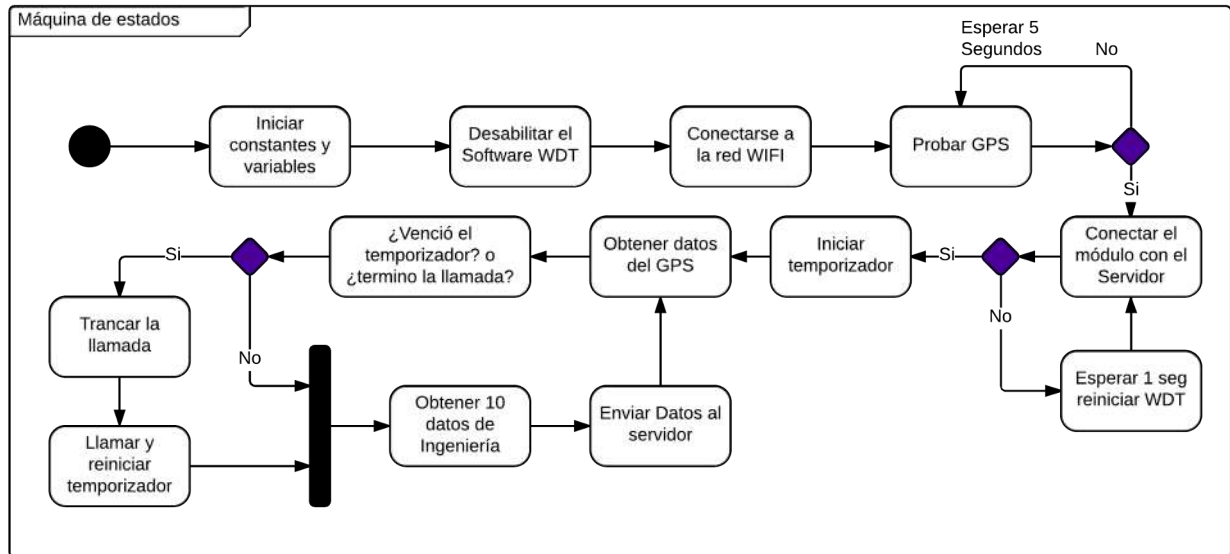 Máquina de estados
Esperar 5
Segundos
No
Iniciar
constantes y
variables
Desabilitar el
Software WDT
Conectarse a
la red WIFI
Probar GPS
Si
¿Venció el
temporizador? o
¿termino la llamada?
Obtener datos
del GPS
Iniciar
temporizador
Si
Conectar el
módulo con el
Servidor
Si
Trancar la
llamada
No
No
Esperar 1 seg
reiniciar WDT
Llamar y
reiniciar
temporizador
Obtener 10
datos de
Ingeniería
Enviar Datos al
servidor